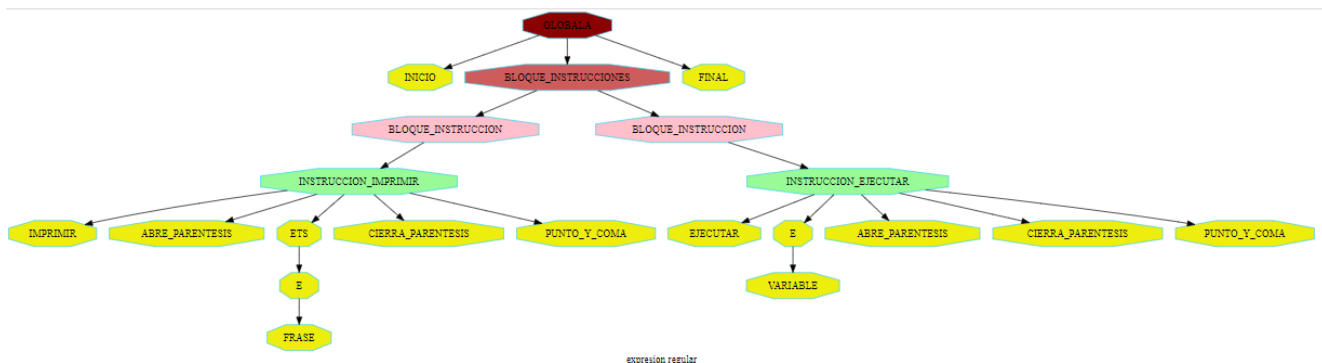 GLOBALA
INICIO BLOQUE_INSTRUCCIONES FINAL
BLOQUE_INSTRUCCION BLOQUE_INSTRUCCION
INSTRUCCION_IMPRIMIR INSTRUCCION_EJECUTAR
IMPRIMIR ABRE_PARENTESIS ETS CIERRA_PARENTESIS PUNTO_Y_COMA EJECUTAR E ABRE_PARENTESIS CIERRA_PARENTESIS PUNTO_Y_COMA
E VARIABLE
FRASE
expresion regular